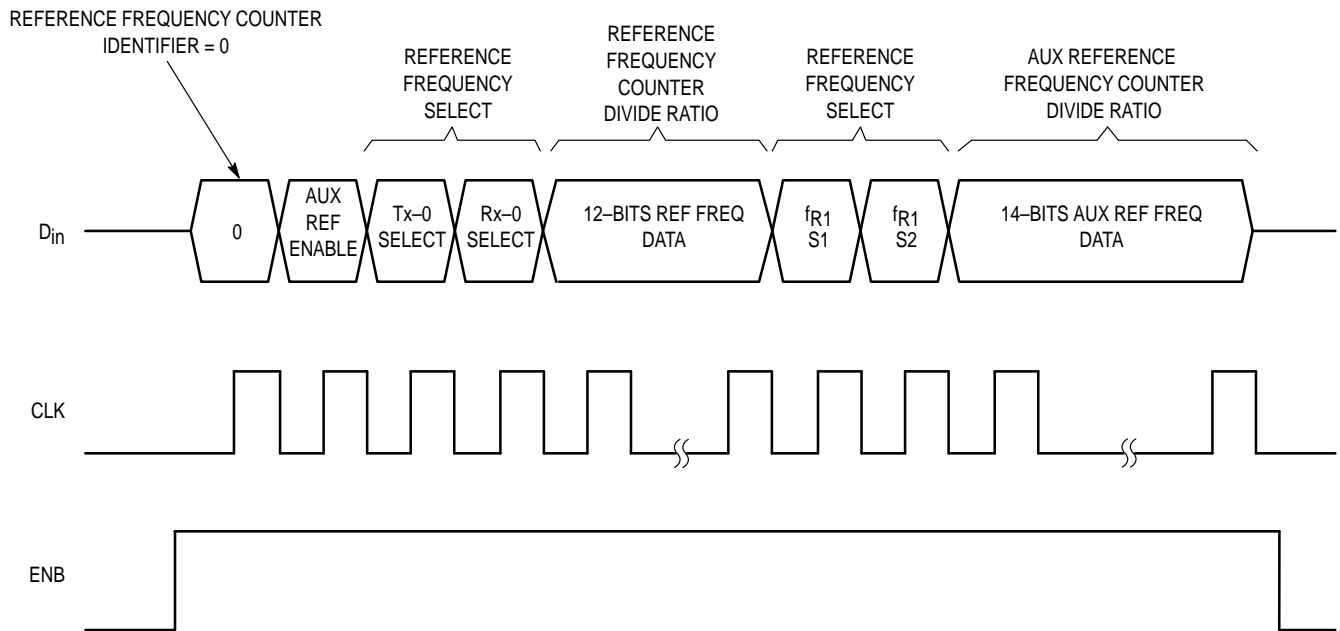 REFERENCE FREQUENCY COUNTER
IDENTIFIER = 0
REFERENCE
FREQUENCY
SELECT
REFERENCE
FREQUENCY
COUNTER
DIVIDE RATIO
REFERENCE
FREQUENCY
SELECT
AUX REFERENCE
FREQUENCY COUNTER
DIVIDE RATIO
Din
0
AUX
REF
ENABLE
Tx–0
SELECT
Rx–0
SELECT
12–BITS REF FREQ
DATA
fR1
S1
fR1
S2
14–BITS AUX REF FREQ
DATA
CLK
ENB